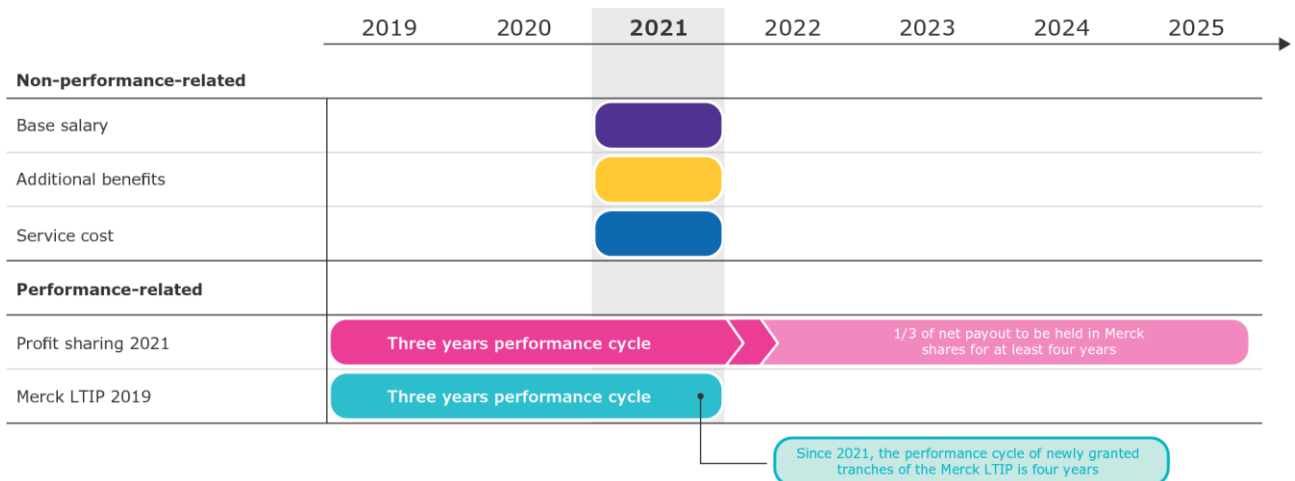 2019 2020 2021 2022 2023 2024 2025
Non-performance-related
Base salary
Additional benefits
Service cost
Performance-related
Profit sharing 2021
Three years performance cycle
1/3 of net payout to be held in Merck
shares for at least four years
Merck LTIP 2019
Three years performance cycle
Since 2021, the performance cycle of newly granted
tranches of the Merck LTIP is four years